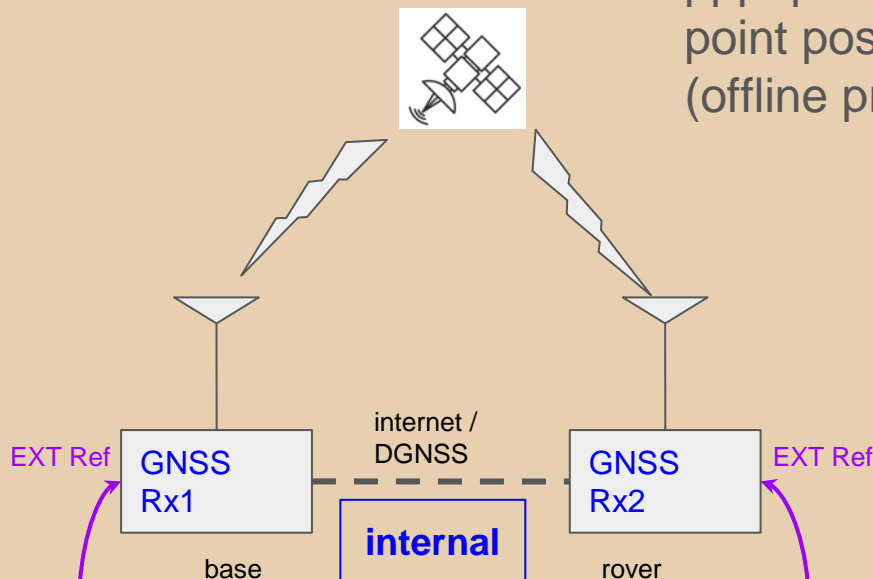 point pos
(offline pr
internet /
DGNSS
EXT Ref
GNSS
Rx1
GNSS
Rx2
EXT Ref
internal
base
rover